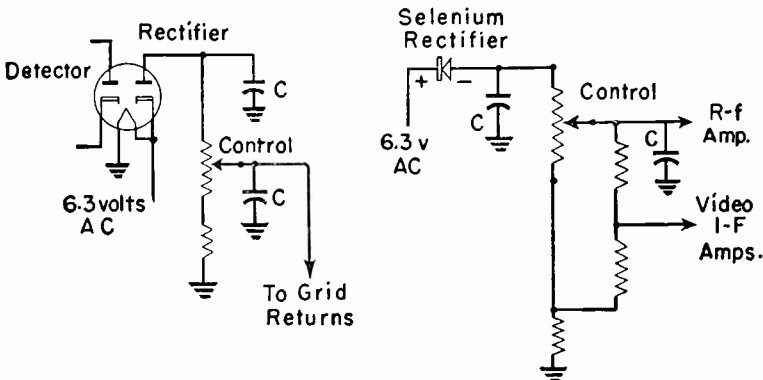 Rectifier
Detector
C
Control
C
6.3 volts
AC
To Grid
Returns
Selenium
Rectifier
+
-
C
6.3 v
AC
Control
C
R-f
Amp.
Video
I-F
Amps.